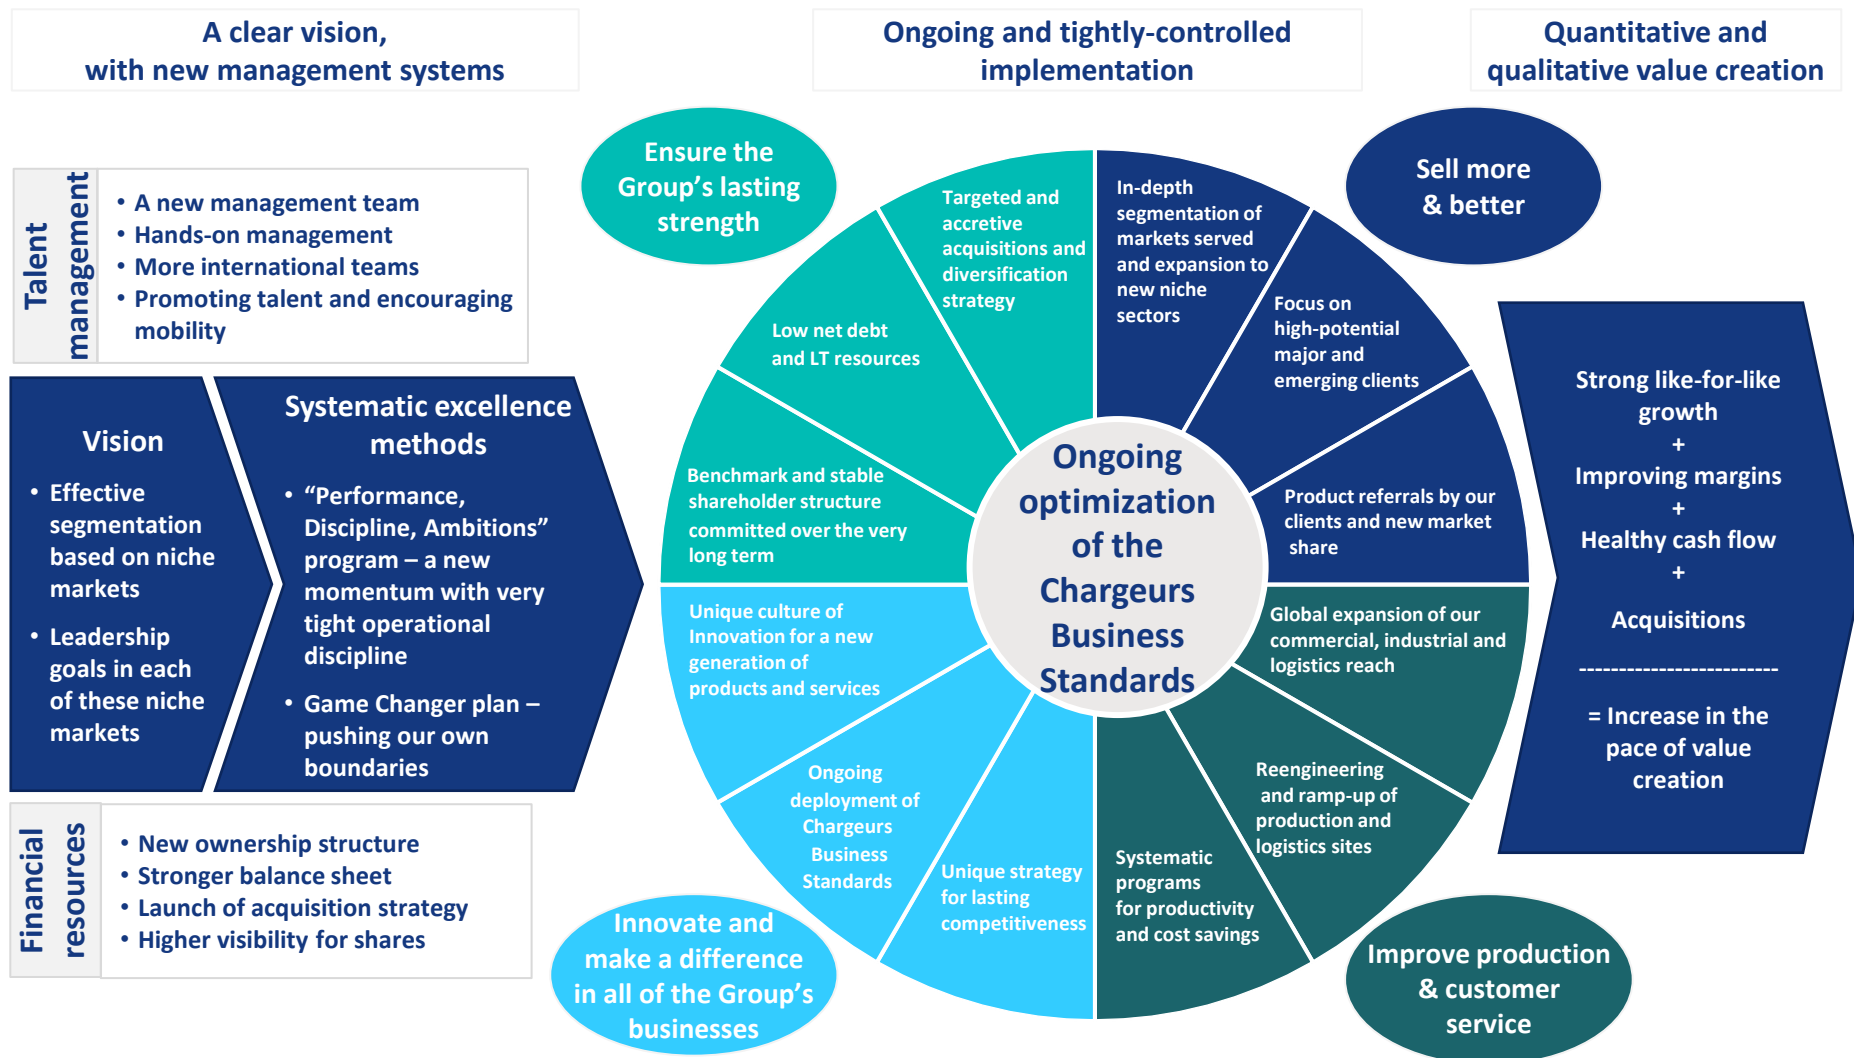 A clear vision,
with new management systems
Ongoing and tightly-controlled
implementation
Quantitative and
qualitative value creation
Talent
management
• A new management team
• Hands-on management
• More international teams
• Promoting talent and encouraging
mobility
Vision
• Effective
segmentation
based on niche
markets
• Leadership
goals in each
of these niche
markets
Systematic excellence
methods
• “Performance,
Discipline, Ambitions”
program – a new
momentum with very
tight operational
discipline
• Game Changer plan –
pushing our own
boundaries
Financial
resources
• New ownership structure
• Stronger balance sheet
• Launch of acquisition strategy
• Higher visibility for shares
Ensure the
Group’s lasting
strength
Targeted and
accretive
acquisitions and
diversification
strategy
Low net debt
and LT resources
Benchmark and stable
shareholder structure
committed over the very
long term
Sell more
& better
In-depth
segmentation of
markets served
and expansion to
new niche
sectors
Focus on
high-potential
major and
emerging clients
Product referrals by our
clients and new market
share
Ongoing
optimization
of the
Chargeurs
Business
Standards
Unique culture of
Innovation for a new
generation of
products and services
Ongoing
deployment of
Chargeurs
Business
Standards
Unique strategy
for lasting
competitiveness
Innovate and
make a difference
in all of the Group’s
businesses
Global expansion of our
commercial, industrial and
logistics reach
Reengineering
and ramp-up of
production and
logistics sites
Systematic
programs
for productivity
and cost savings
Improve production
& customer
service
Strong like-for-like
growth
+
Improving margins
+
Healthy cash flow
+
Acquisitions
-------------------------
= Increase in the
pace of value
creation